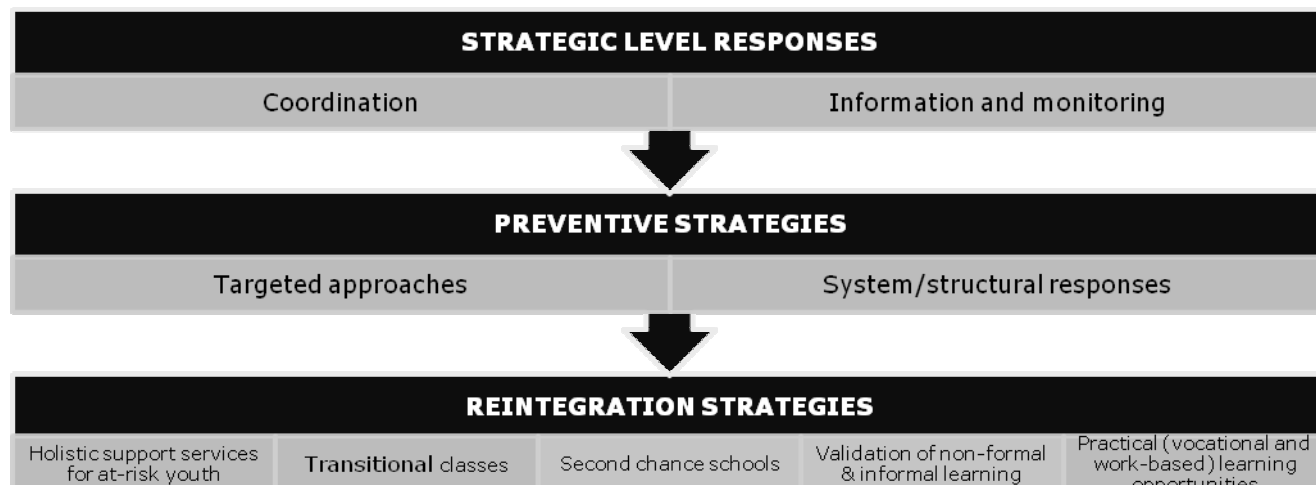 STRATEGIC LEVEL RESPONSES
Coordination
Information and monitoring
PREVENTIVE STRATEGIES
Targeted approaches
System/structural responses
REINTEGRATION STRATEGIES
Holistic support services
for at-risk youth
Transitional classes
Second chance schools
Validation of non-formal
& informal learning
Practical (vocational and
work-based) learning
opportunities